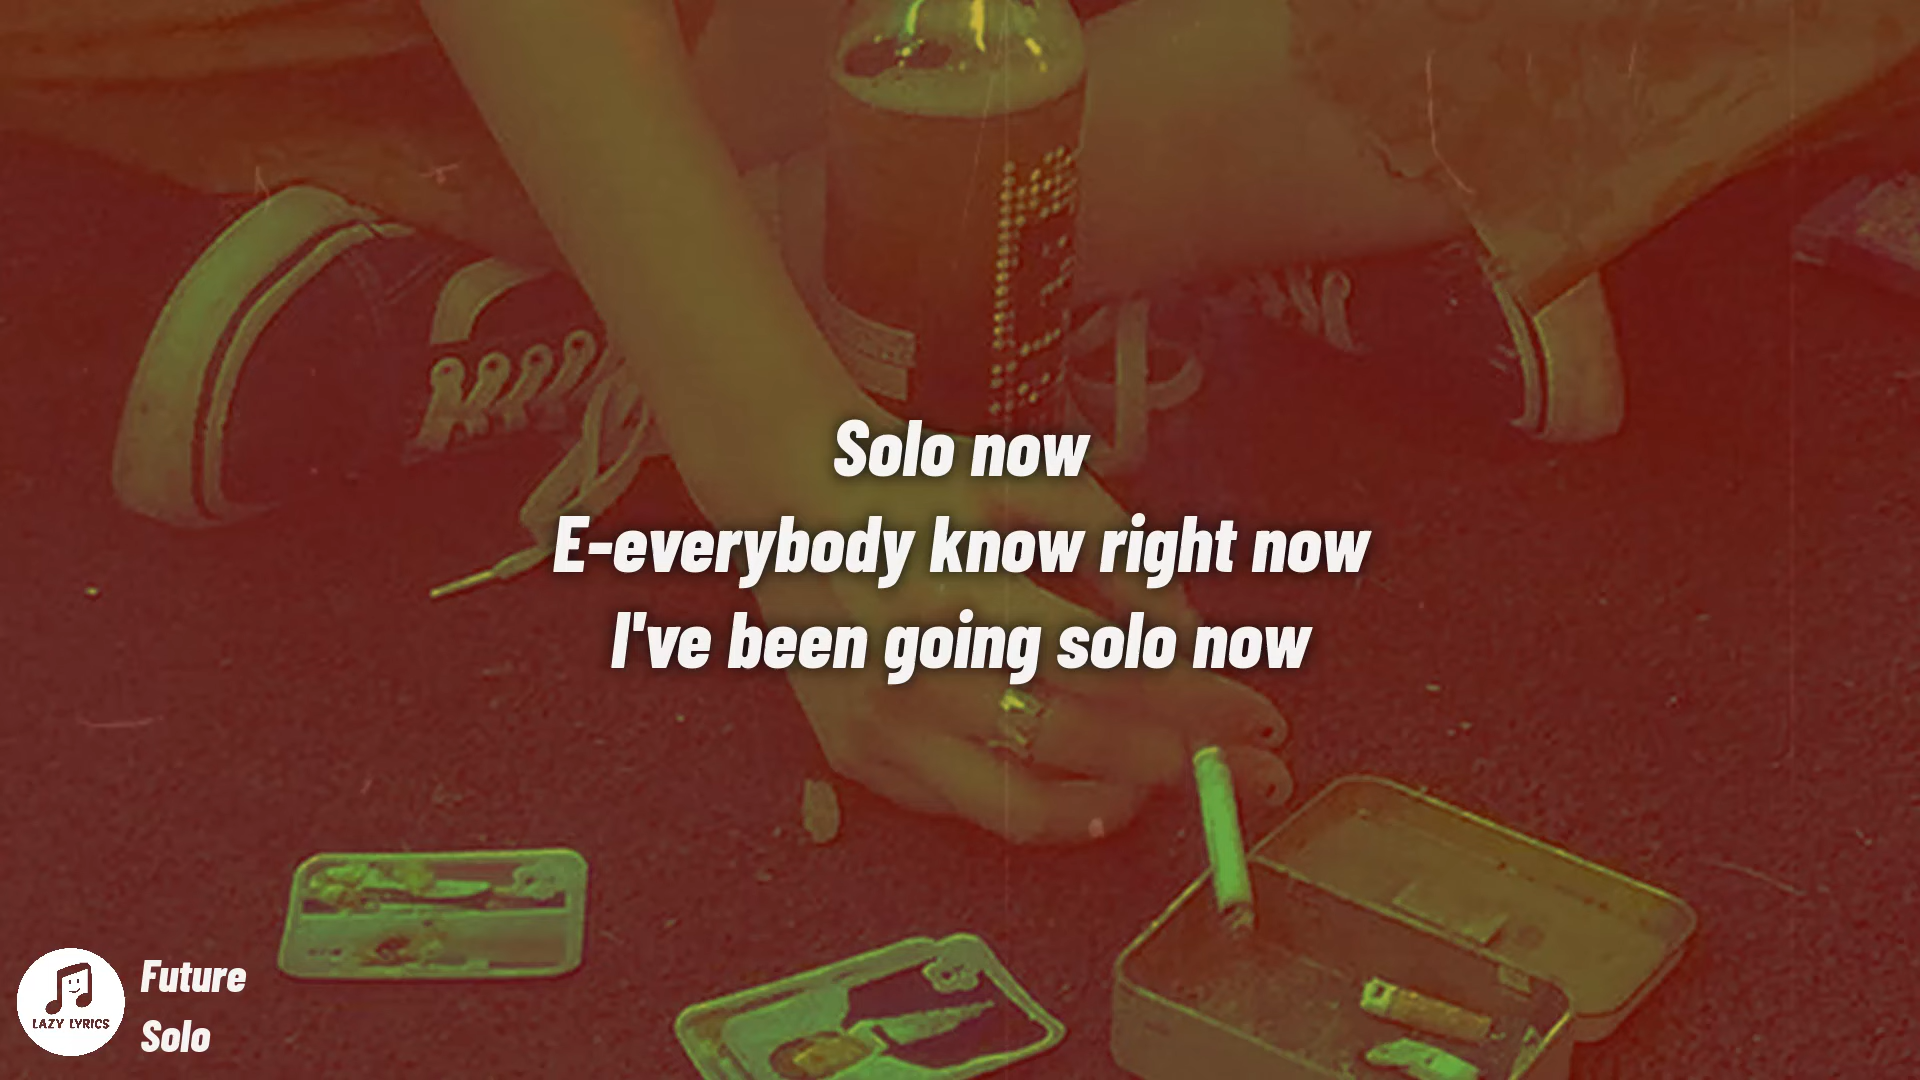 Solo now
E-everybody know right now
I've been going solo now
Future
Solo
LAZY LYRICS